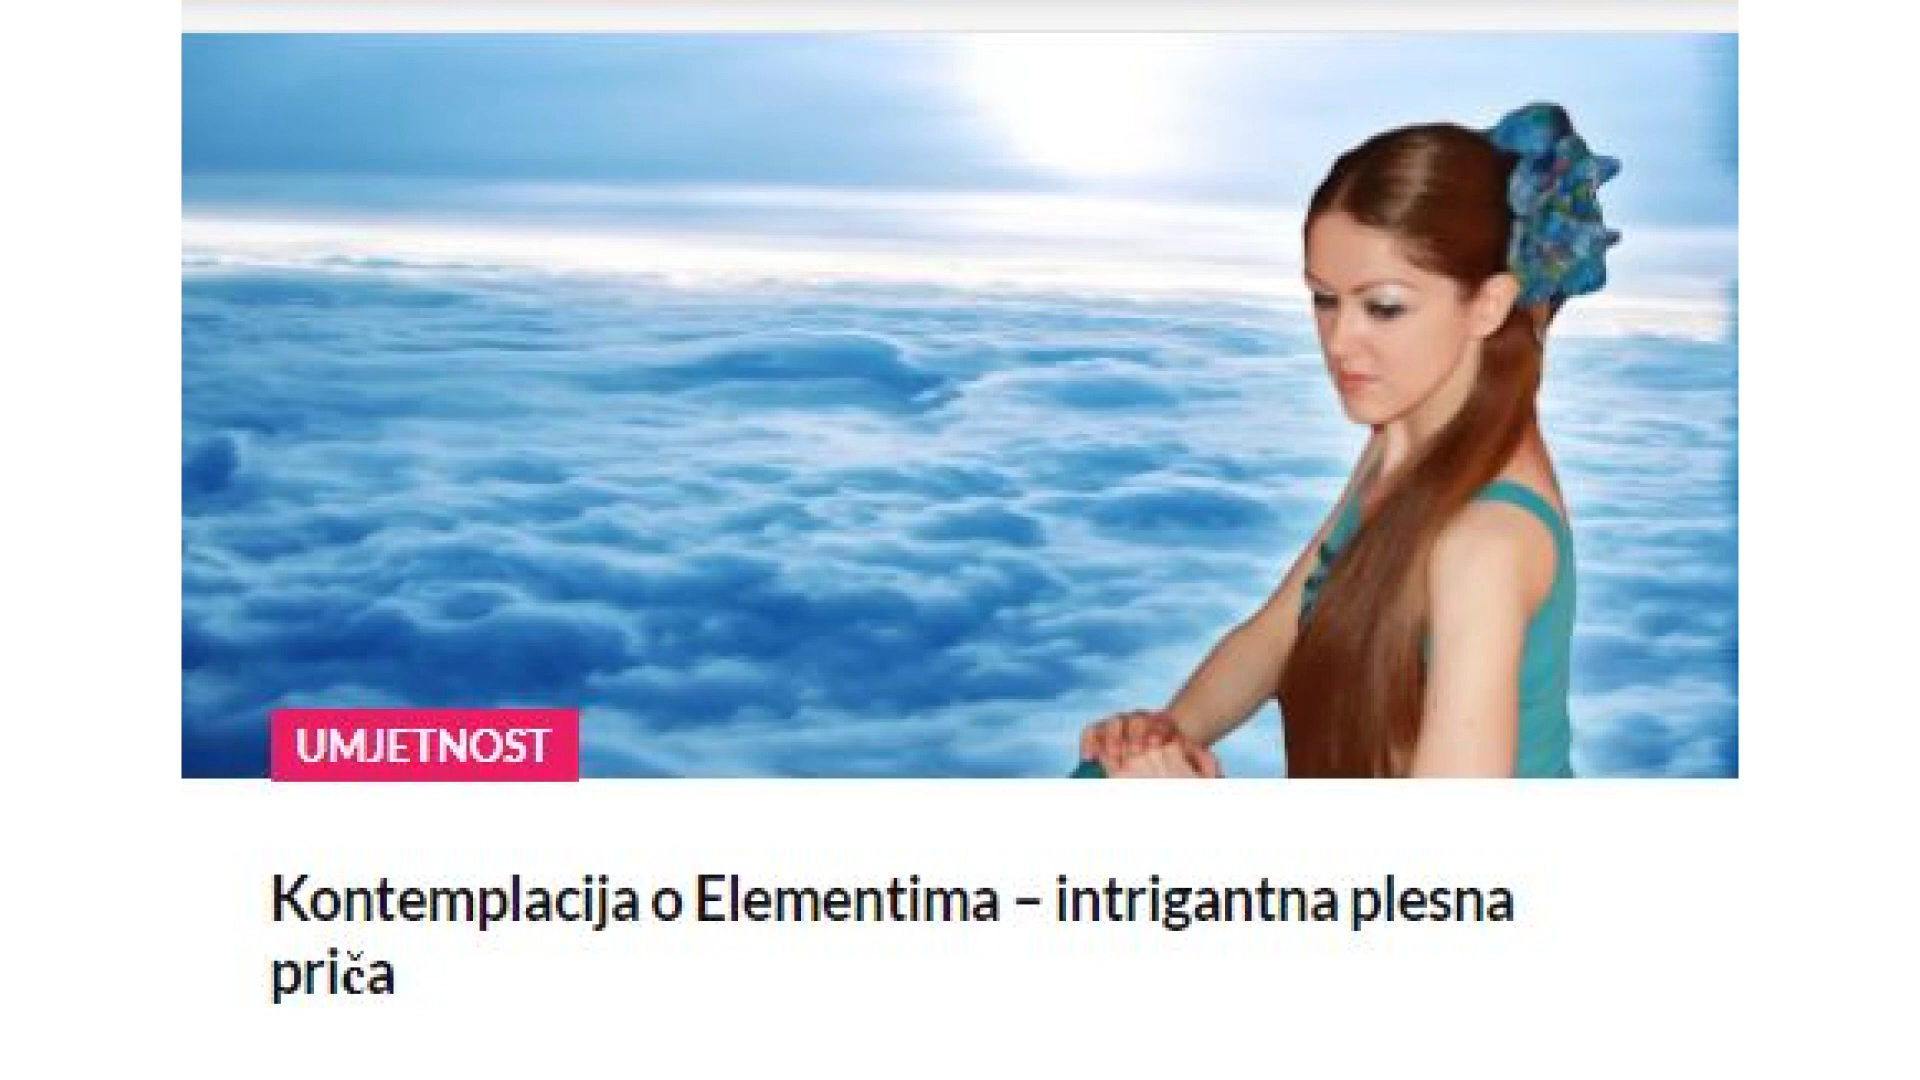 UMJETNOST
Kontemplacija o Elementima – intrigantna plesna
priča